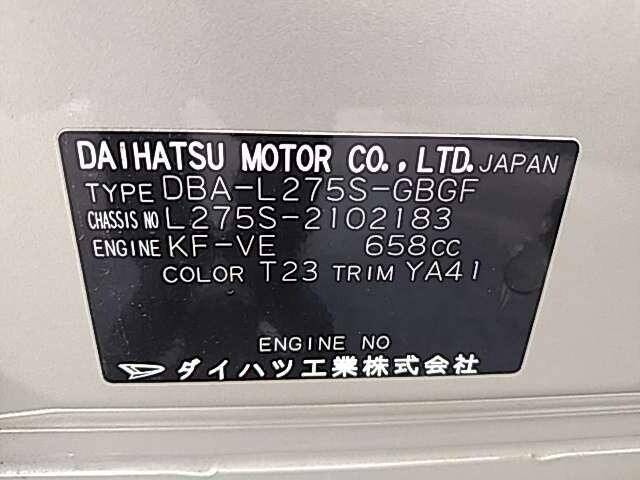 DAIHATSU MOTOR CO., LTD. JAPAN
TYPE DBA-L275S-GBGF
CHASSIS NO L275S-2102183
ENGINE KF-VE 658CC
COLOR T23 TRIM YA41
ENGINE NO
ダイハツ工業株式会社